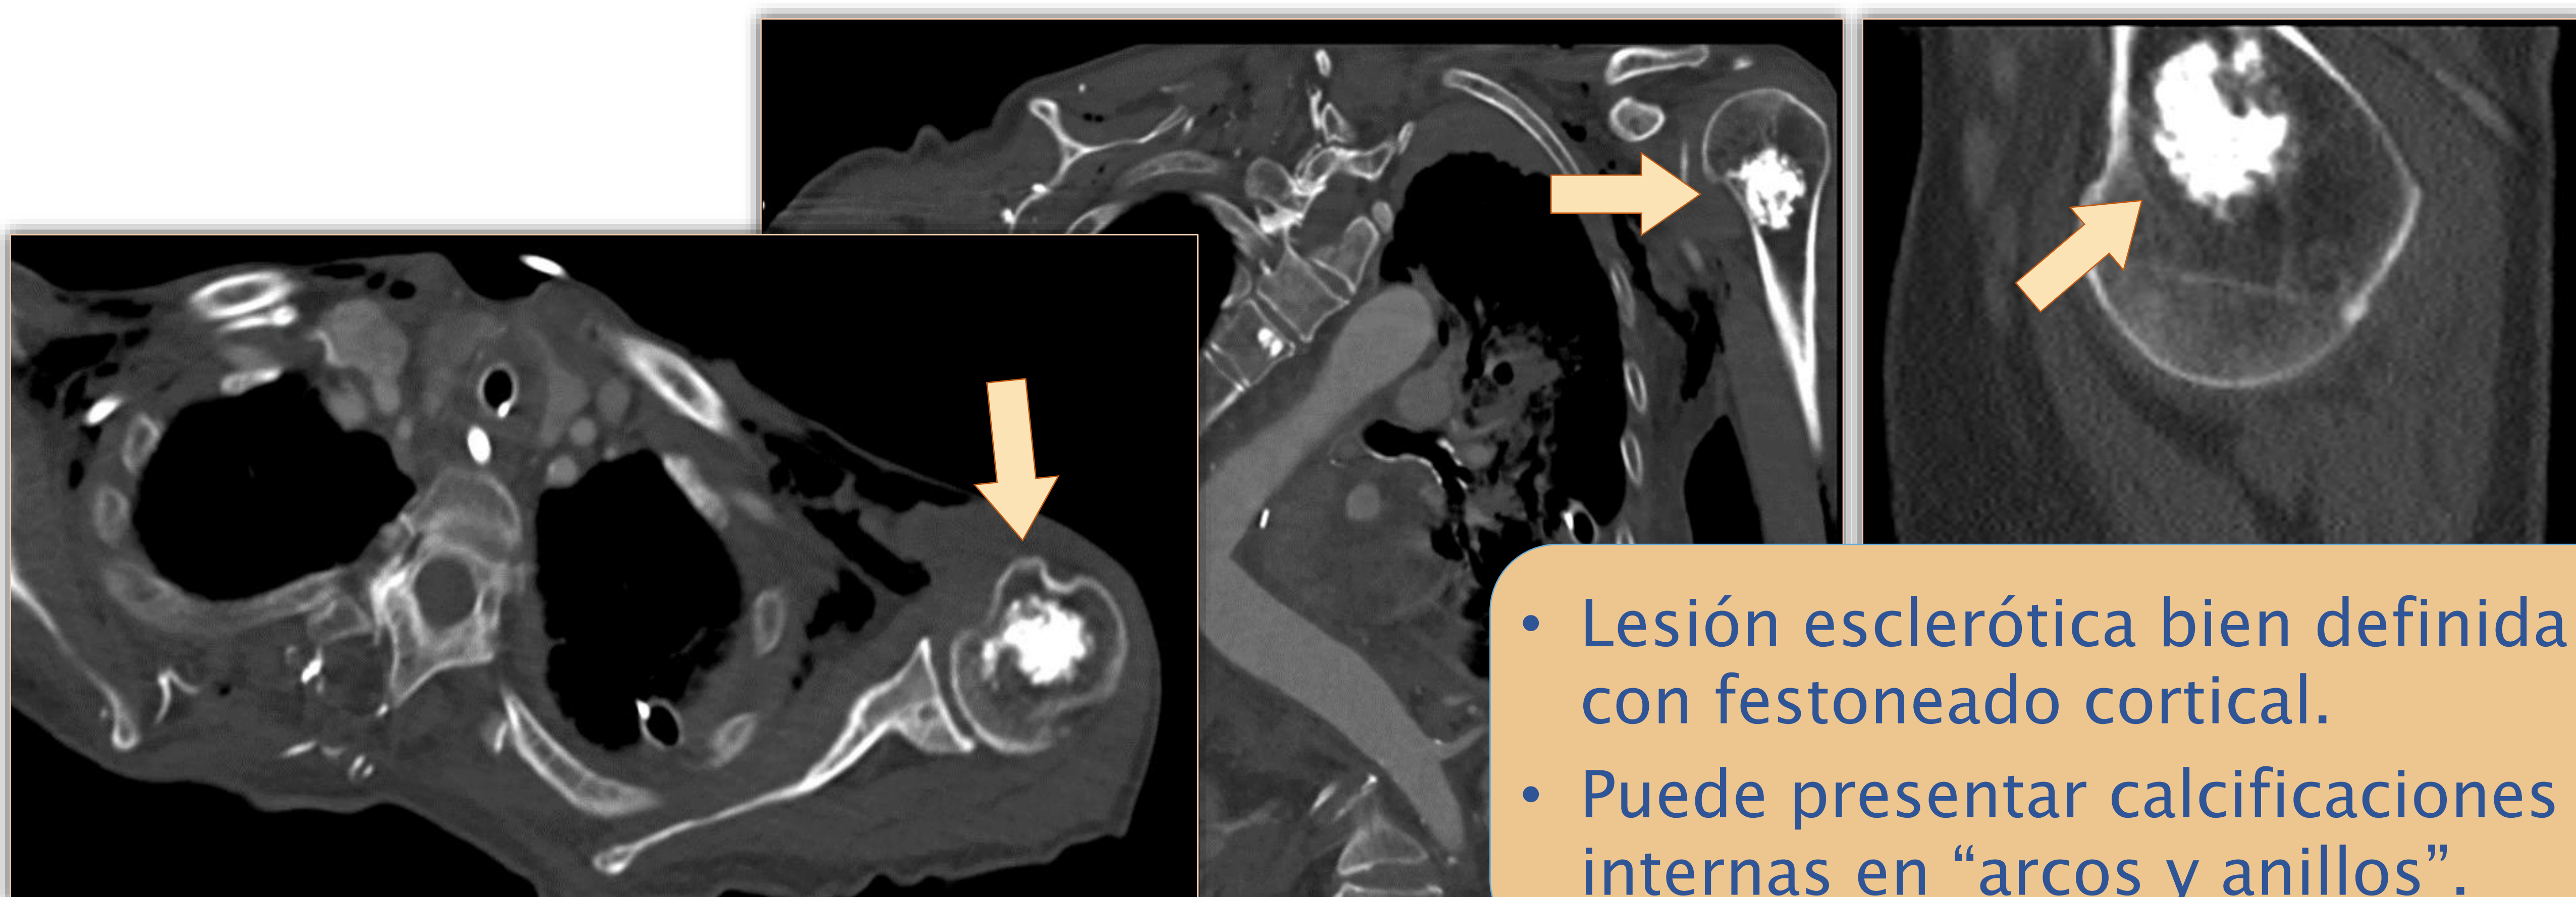 • Lesión esclerótica bien definida
con festoneado cortical.
• Puede presentar calcificaciones
internas en “arcos y anillos”.